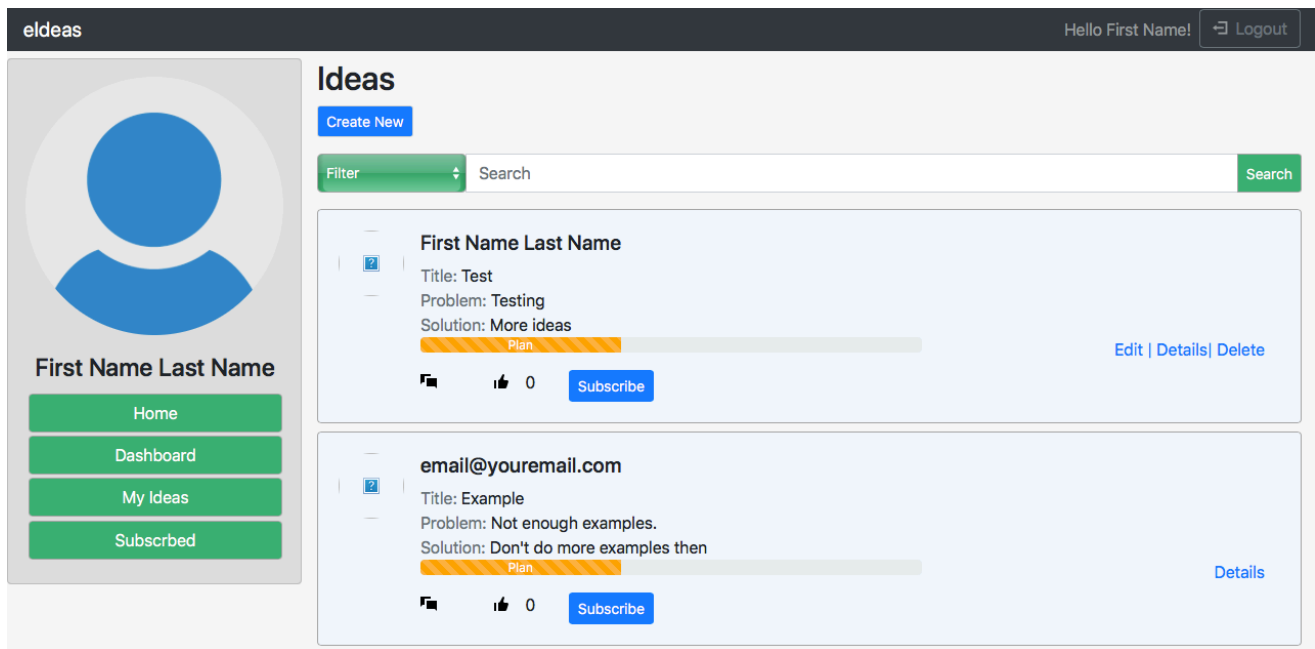 eIdeas
Hello First Name! Logout
First Name Last Name
Home
Dashboard
My Ideas
Subscrbed
Ideas
Create New
Filter Search Search
First Name Last Name
Title: Test
Problem: Testing
Solution: More ideas
Plan
Edit | Details| Delete
0 Subscribe
email@youremail.com
Title: Example
Problem: Not enough examples.
Solution: Don't do more examples then
Plan
Details
0 Subscribe